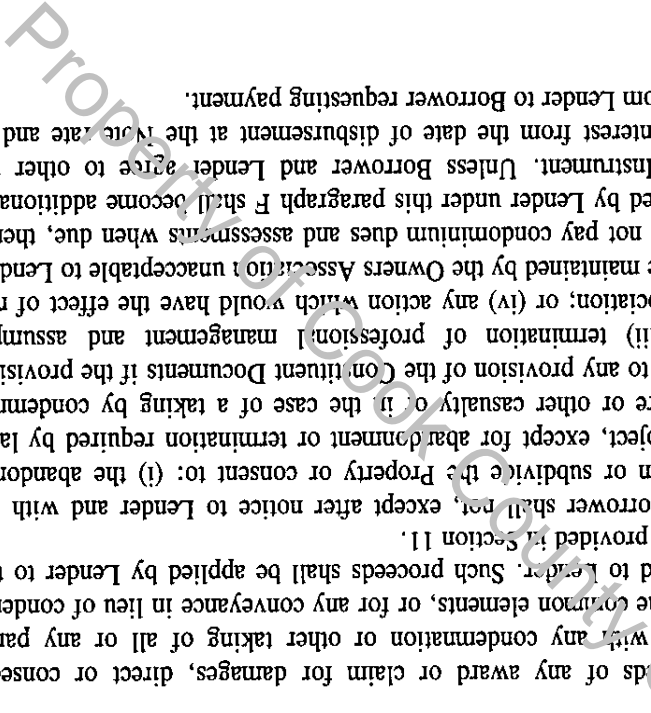 ds of any award or claim for damages, direct or conse
with any condemnation or other taking of all or any par
he common elements, or for any conveyance in lieu of conde
d to Lender. Such proceeds shall be applied by Lender to t
provided in Section 11.
orrower shall not, except after notice to Lender and with
n or subdivide the Property or consent to: (i) the abandon
oject, except for abandonment or termination required by la
re or other casualty or in the case of a taking by condemn
to any provision of the Constituent Documents if the provisi
iii) termination of professional management and assump
ociation; or (iv) any action which would have the effect of r
e maintained by the Owners Association unacceptable to Lend
not pay condominium dues and assessments when due, then
ed by Lender under this paragraph F shall become additiona
Instrument. Unless Borrower and Lender agree to other
nterest from the date of disbursement at the Note rate and
om Lender to Borrower requesting payment.
Property of Cook County